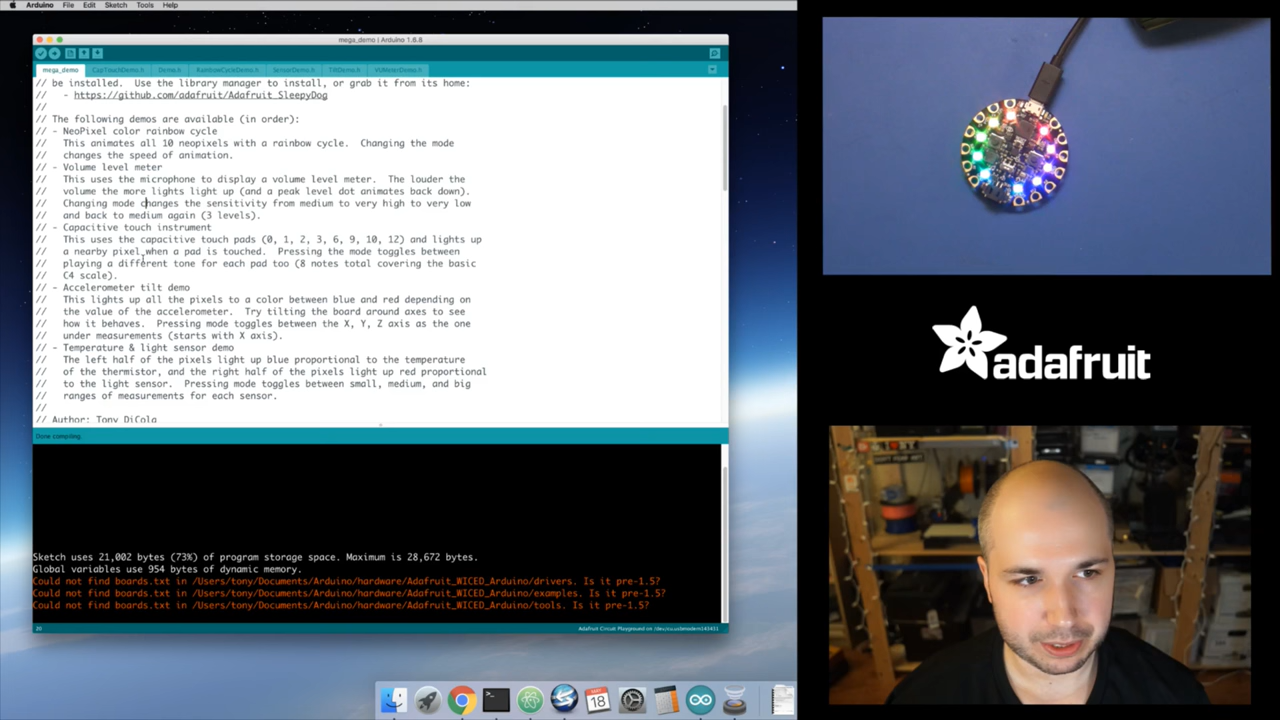 Arduino File Edit Sketch Tools Help
mega_demo | Arduino 1.6.8
mega_demo CapTouchDemo.h Demo.h RainbowCycleDemo.h SensorDemo.h TiltDemo.h VUMeterDemo.h
// be installed. Use the library manager to install, or grab it from its home:
// - https://github.com/adafruit/Adafruit_SleepyDog
//
// The following demos are available (in order):
// - NeoPixel color rainbow cycle
// This animates all 10 neopixels with a rainbow cycle. Changing the mode
// changes the speed of animation.
// - Volume level meter
// This uses the microphone to display a volume level meter. The louder the
// volume the more lights light up (and a peak level dot animates back down).
// Changing mode changes the sensitivity from medium to very high to very low
// and back to medium again (3 levels).
// - Capacitive touch instrument
// This uses the capacitive touch pads (0, 1, 2, 3, 6, 9, 10, 12) and lights up
// a nearby pixel when a pad is touched. Pressing the mode toggles between
// playing a different tone for each pad too (8 notes total covering the basic
// C4 scale).
// - Accelerometer tilt demo
// This lights up all the pixels to a color between blue and red depending on
// the value of the accelerometer. Try tilting the board around axes to see
// how it behaves. Pressing mode toggles between the X, Y, Z axis as the one
// under measurements (starts with X axis).
// - Temperature & light sensor demo
// The left half of the pixels light up blue proportional to the temperature
// of the thermistor, and the right half of the pixels light up red proportional
// to the light sensor. Pressing mode toggles between small, medium, and big
// ranges of measurements for each sensor.
//
// Author: Tony DiCola
Done compiling.
Sketch uses 21,002 bytes (73%) of program storage space. Maximum is 28,672 bytes.
Global variables use 954 bytes of dynamic memory.
Could not find boards.txt in /Users/tony/Documents/Arduino/hardware/Adafruit_WICED_Arduino/drivers. Is it pre-1.5?
Could not find boards.txt in /Users/tony/Documents/Arduino/hardware/Adafruit_WICED_Arduino/examples. Is it pre-1.5?
Could not find boards.txt in /Users/tony/Documents/Arduino/hardware/Adafruit_WICED_Arduino/tools. Is it pre-1.5?
18
adafruit